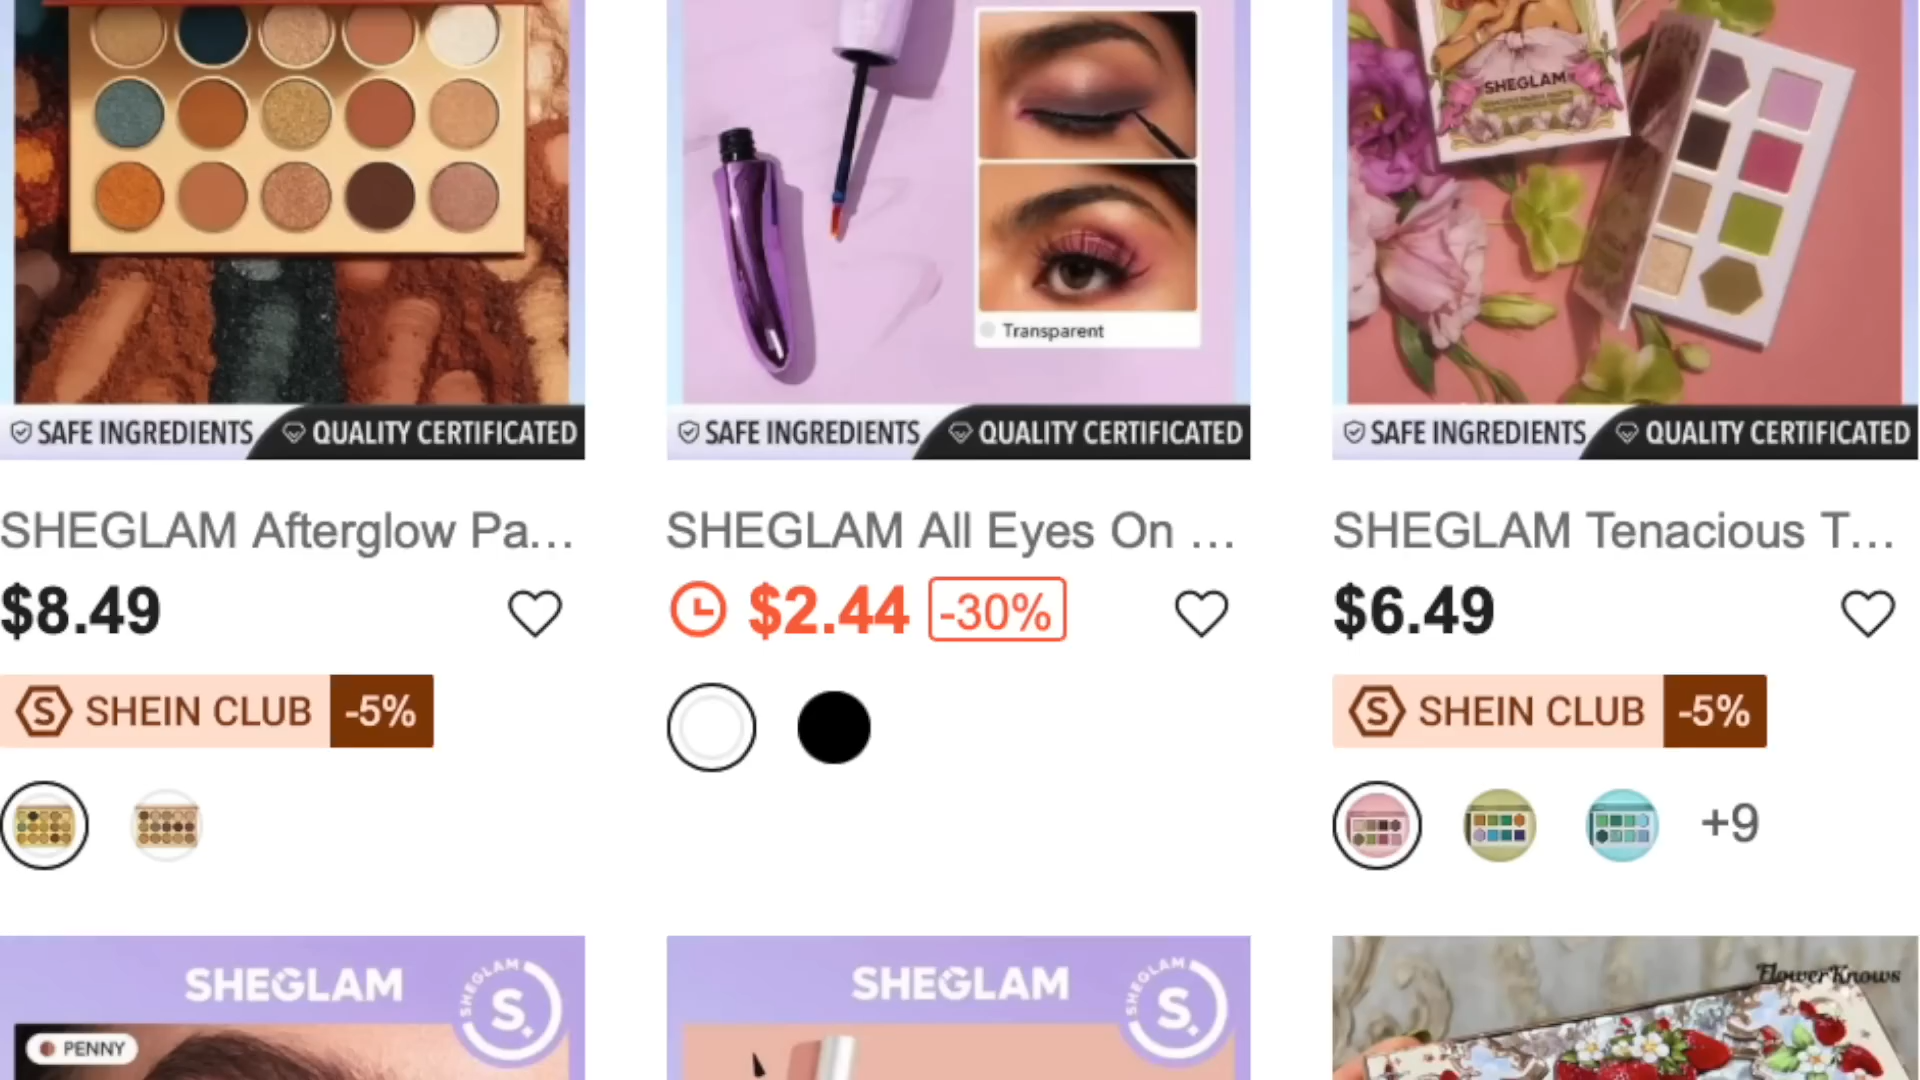 SHEGLAM
Transparent
SAFE INGREDIENTS QUALITY CERTIFICATED
SAFE INGREDIENTS QUALITY CERTIFICATED
SAFE INGREDIENTS QUALITY CERTIFICATED
SHEGLAM Afterglow Pa...
SHEGLAM All Eyes On ...
SHEGLAM Tenacious T...
$8.49
$2.44 -30%
$6.49
S SHEIN CLUB -5%
S SHEIN CLUB -5%
+9
SHEGLAM
SHEGLAM
S.
SHEGLAM
SHEGLAM
S.
FlowerKnows
PENNY